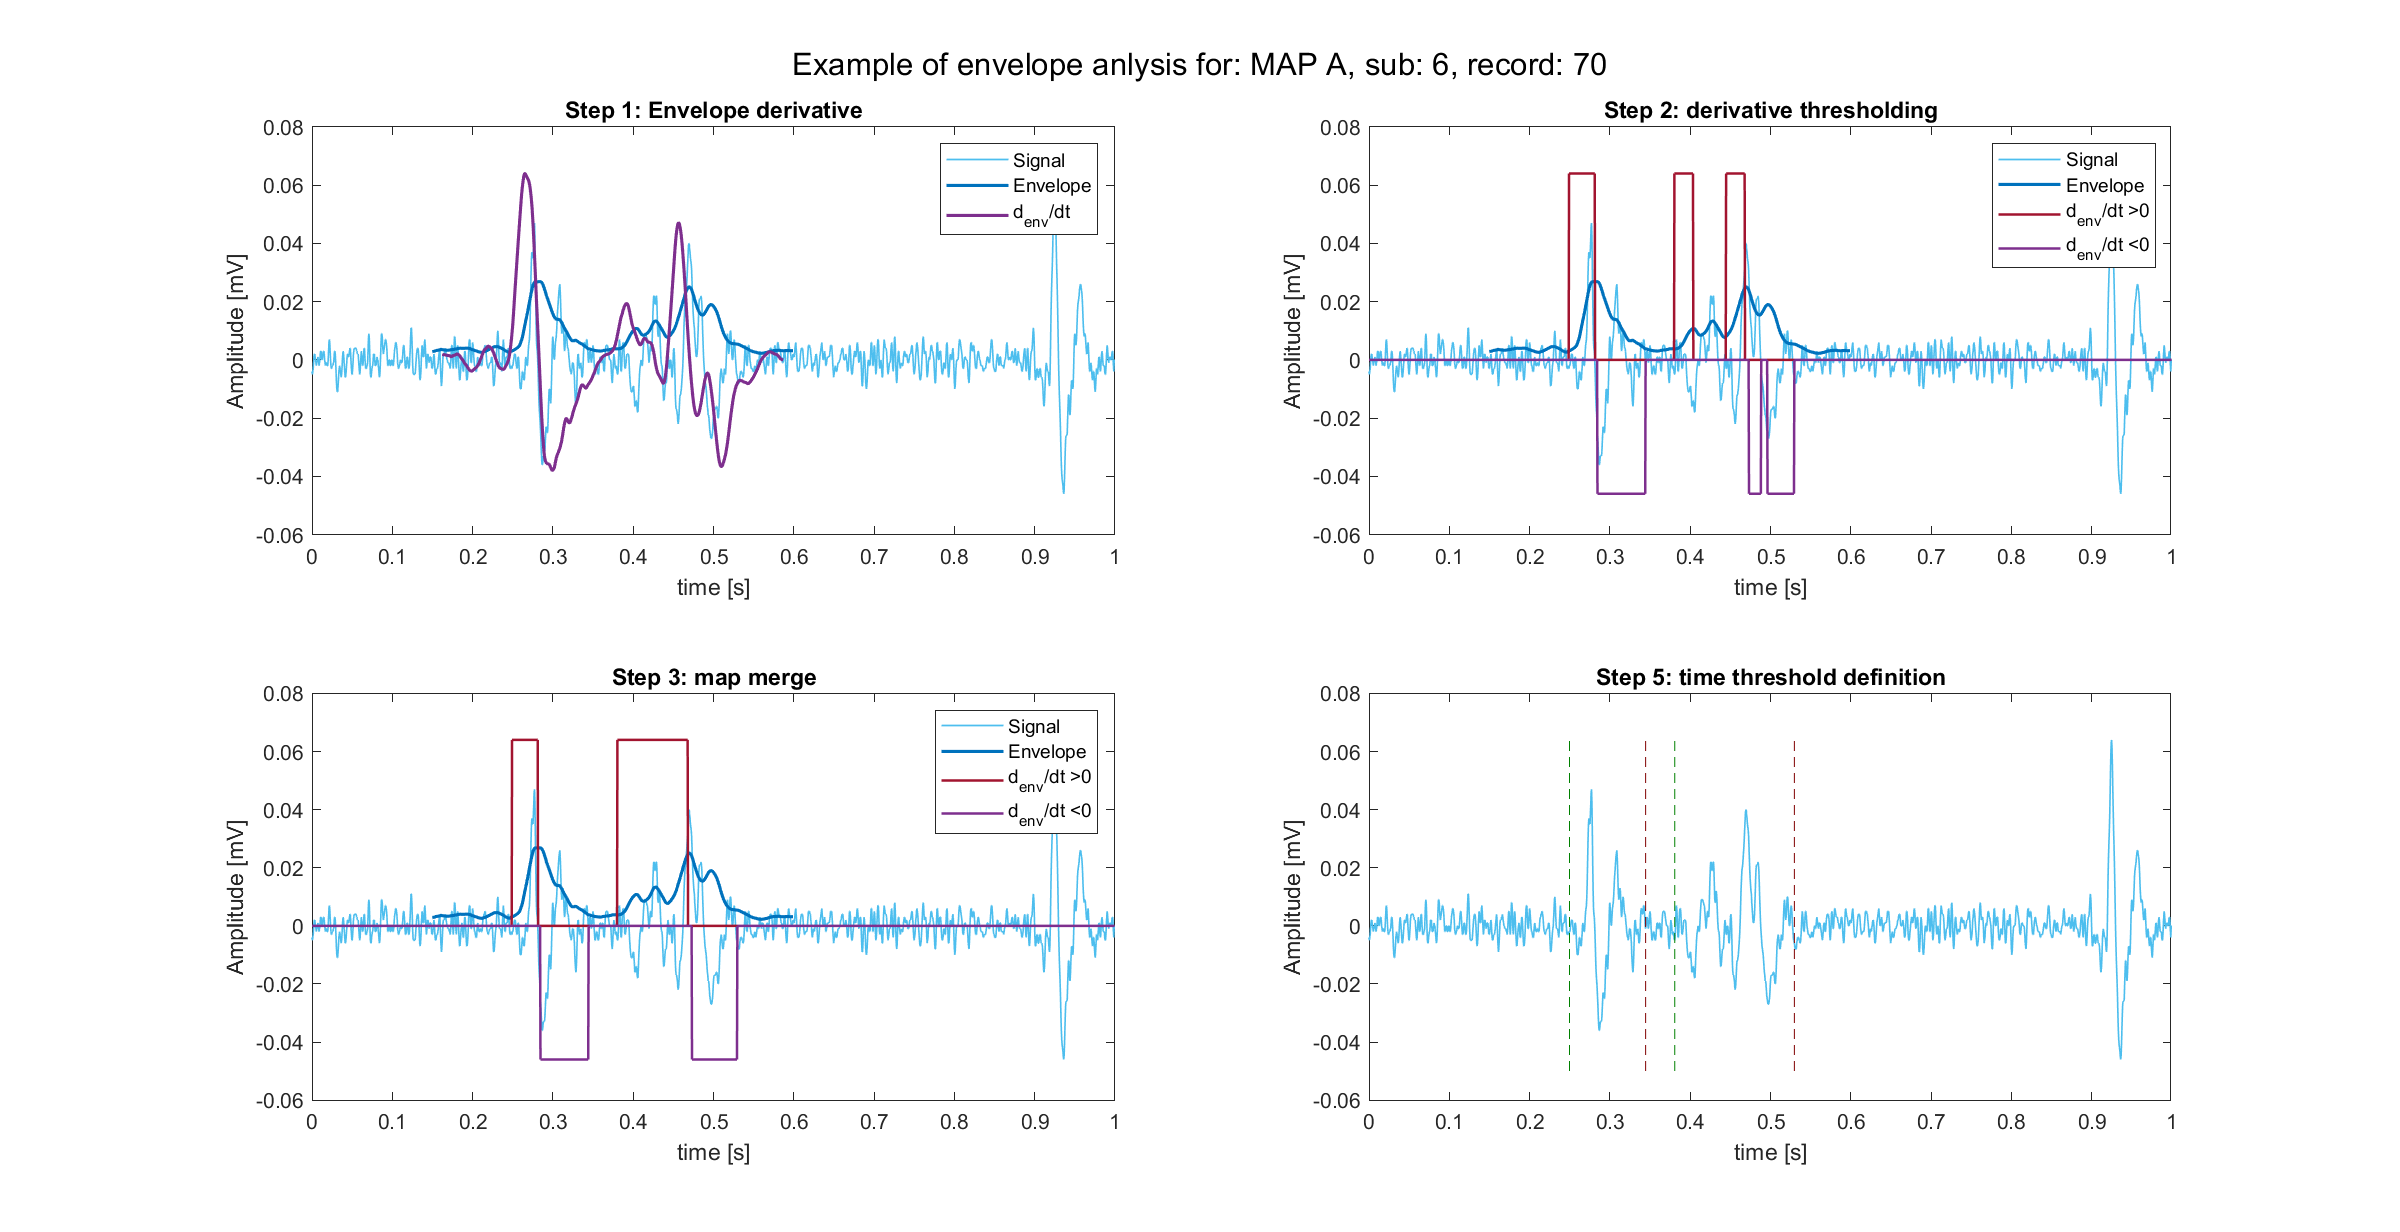 Example of envelope anlysis for: MAP A, sub: 6, record: 70
Step 1: Envelope derivative
0.08
0.06
0.04
0.02
0
-0.02
-0.04
-0.06
Amplitude [mV]
Signal
Envelope
d_env/dt
0 0.1 0.2 0.3 0.4 0.5 0.6 0.7 0.8 0.9 1
time [s]
Step 2: derivative thresholding
0.08
0.06
0.04
0.02
0
-0.02
-0.04
-0.06
Amplitude [mV]
Signal
Envelope
d_env/dt >0
d_env/dt <0
0 0.1 0.2 0.3 0.4 0.5 0.6 0.7 0.8 0.9 1
time [s]
Step 3: map merge
0.08
0.06
0.04
0.02
0
-0.02
-0.04
-0.06
Amplitude [mV]
Signal
Envelope
d_env/dt >0
d_env/dt <0
0 0.1 0.2 0.3 0.4 0.5 0.6 0.7 0.8 0.9 1
time [s]
Step 5: time threshold definition
0.08
0.06
0.04
0.02
0
-0.02
-0.04
-0.06
Amplitude [mV]
0 0.1 0.2 0.3 0.4 0.5 0.6 0.7 0.8 0.9 1
time [s]